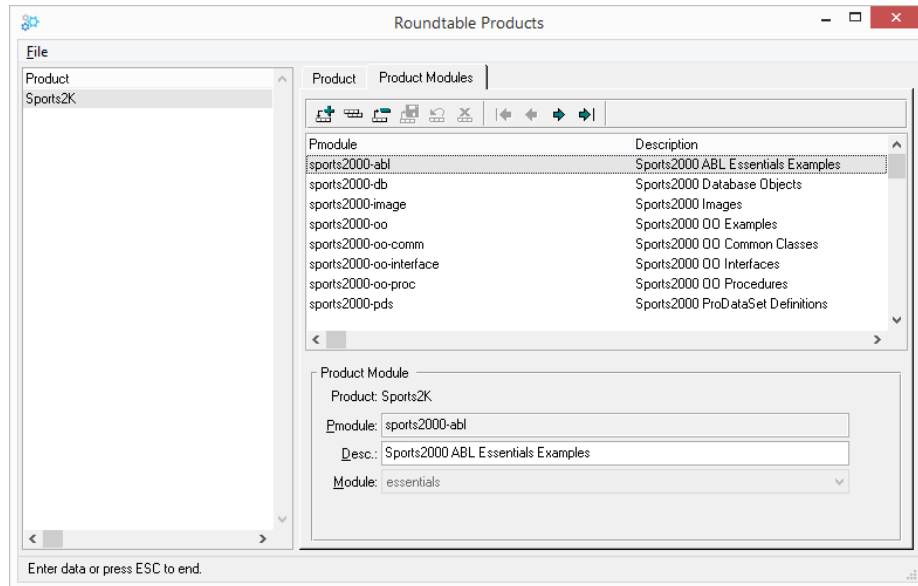 Roundtable Products
File
Product
Sports2K
Product Product Modules
Pmodule Description
sports2000-abl Sports2000 ABL Essentials Examples
sports2000-db Sports2000 Database Objects
sports2000-image Sports2000 Images
sports2000-oo Sports2000 OO Examples
sports2000-oo-comm Sports2000 OO Common Classes
sports2000-oo-interface Sports2000 OO Interfaces
sports2000-oo-proc Sports2000 OO Procedures
sports2000-pds Sports2000 ProDataSet Definitions
Product Module
Product: Sports2K
Pmodule: sports2000-abl
Desc.: Sports2000 ABL Essentials Examples
Module: essentials
Enter data or press ESC to end.